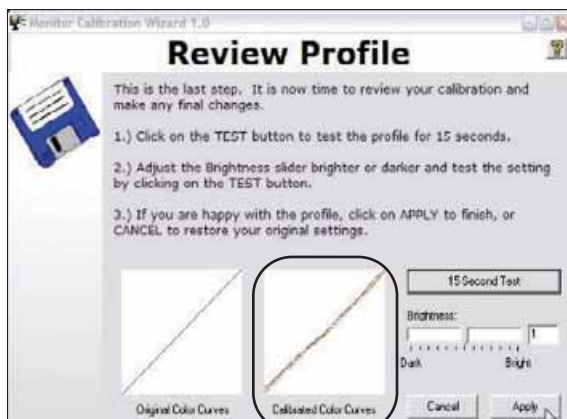 Monitor Calibration Wizard 1.0
Review Profile
This is the last step. It is now time to review your calibration and
make any final changes.
1.) Click on the TEST button to test the profile for 15 seconds.
2.) Adjust the Brightness slider brighter or darker and test the setting
by clicking on the TEST button.
3.) If you are happy with the profile, click on APPLY to finish, or
CANCEL to restore your original settings.
15 Second Test
Brightness:
1
Dark Bright
Original Color Curves Calibrated Color Curves Cancel Apply